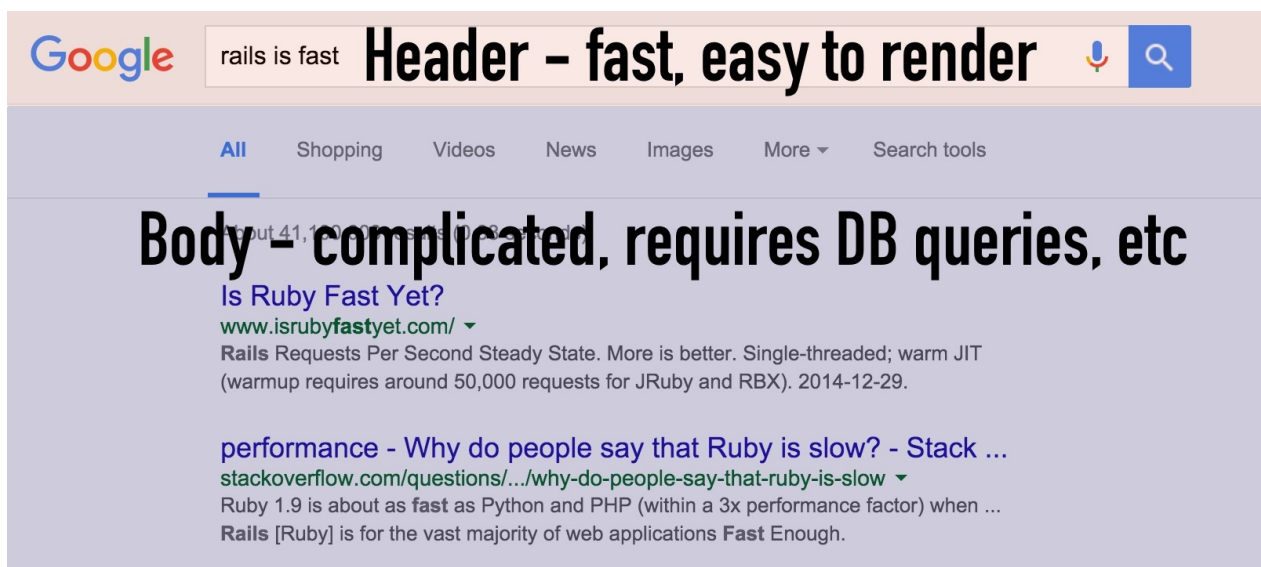 Google rails is fast Header – fast, easy to render
All Shopping Videos News Images More Search tools
Body – complicated, requires DB queries, etc
About 41,100,000 results
Is Ruby Fast Yet?
www.isrubyfastyet.com/
Rails Requests Per Second Steady State. More is better. Single-threaded; warm JIT
(warmup requires around 50,000 requests for JRuby and RBX). 2014-12-29.
performance - Why do people say that Ruby is slow? - Stack ...
stackoverflow.com/questions/.../why-do-people-say-that-ruby-is-slow
Ruby 1.9 is about as fast as Python and PHP (within a 3x performance factor) when ...
Rails [Ruby] is for the vast majority of web applications Fast Enough.